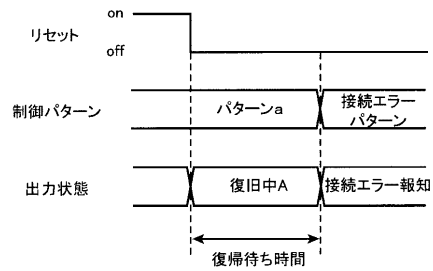 on
リセット
off
制御パターン
パターンa
接続エラー
パターン
出力状態
復旧中A
接続エラー報知
復帰待ち時間